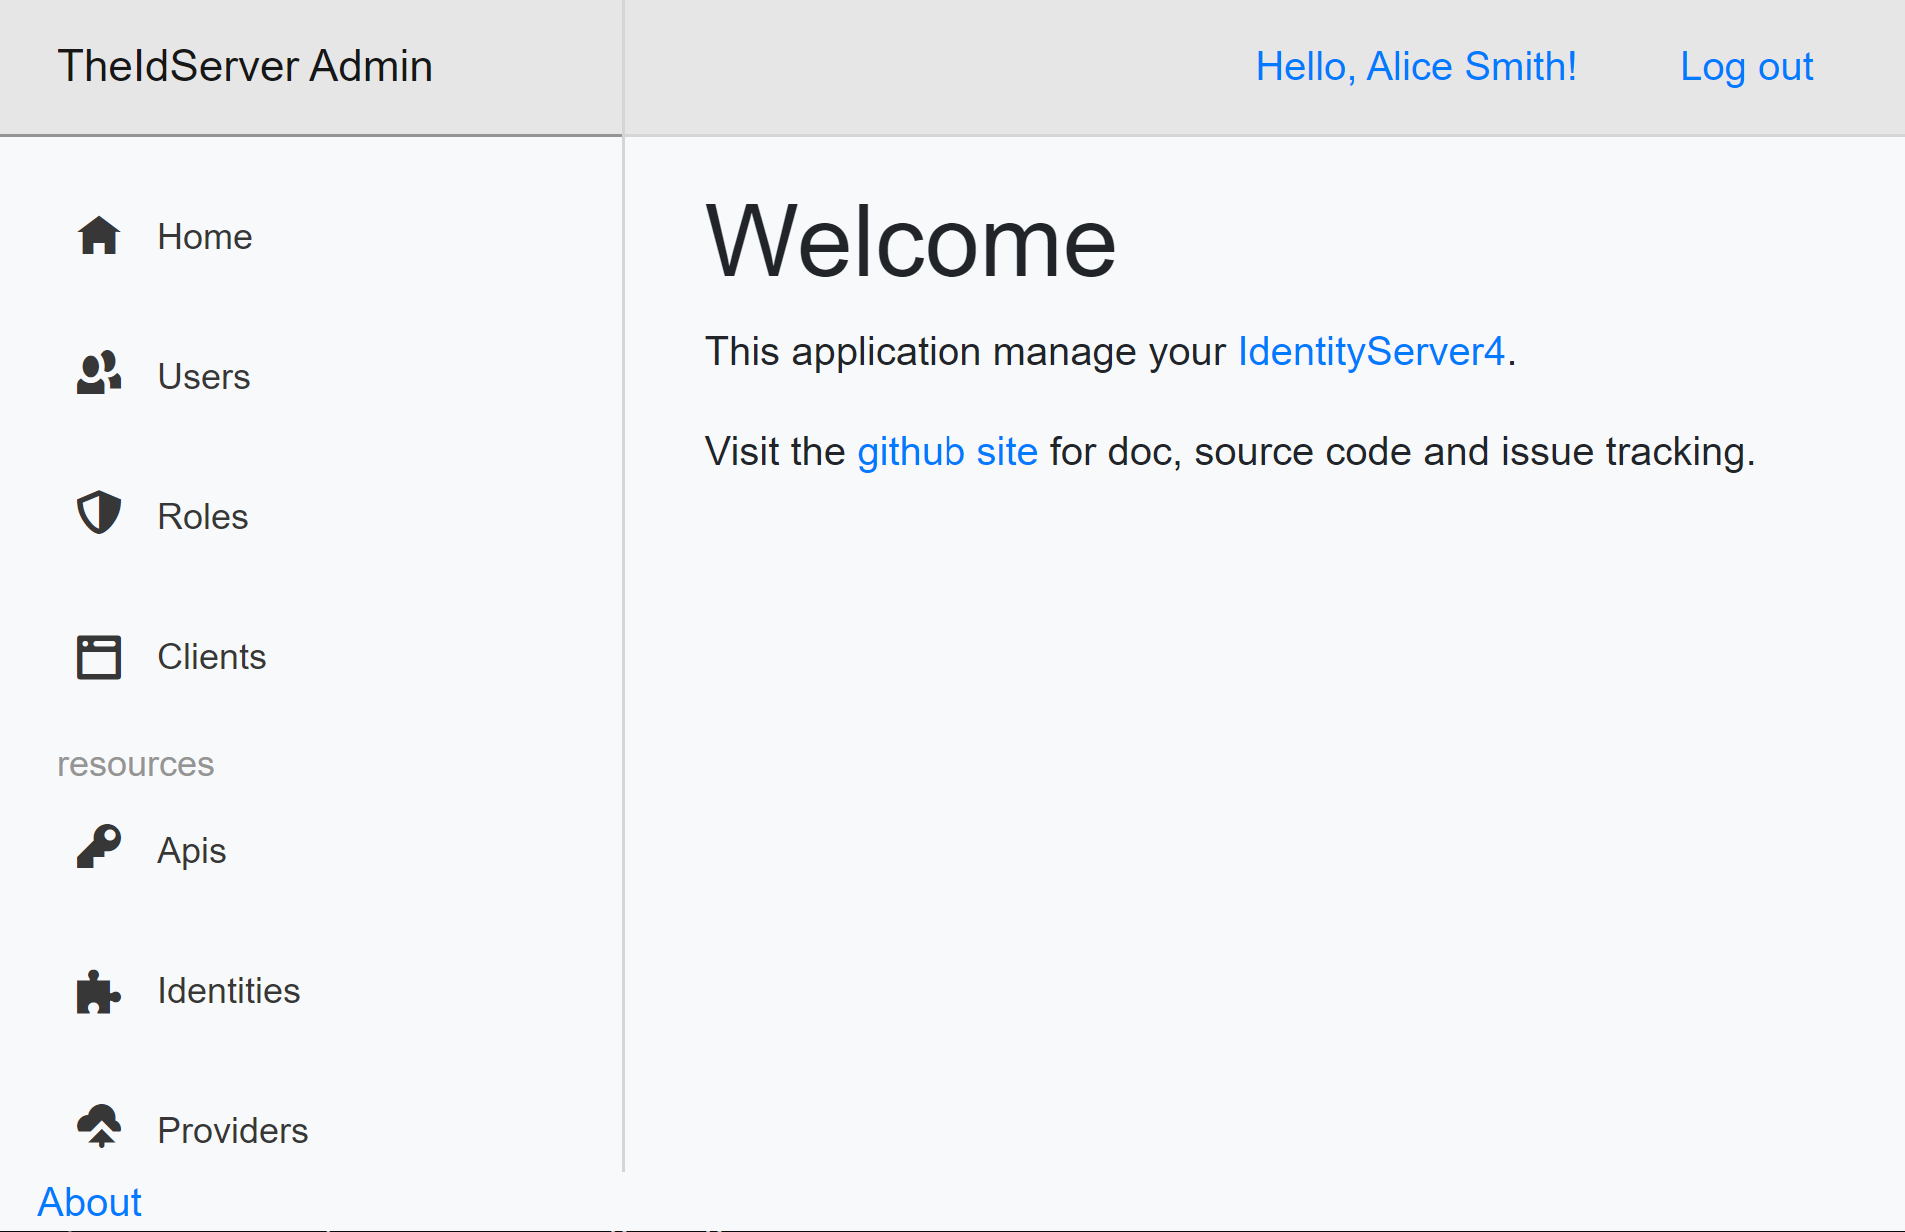 TheIdServer Admin
Hello, Alice Smith!
Log out
Home
Users
Roles
Clients
resources
Apis
Identities
Providers
About
Welcome
This application manage your IdentityServer4.
Visit the github site for doc, source code and issue tracking.